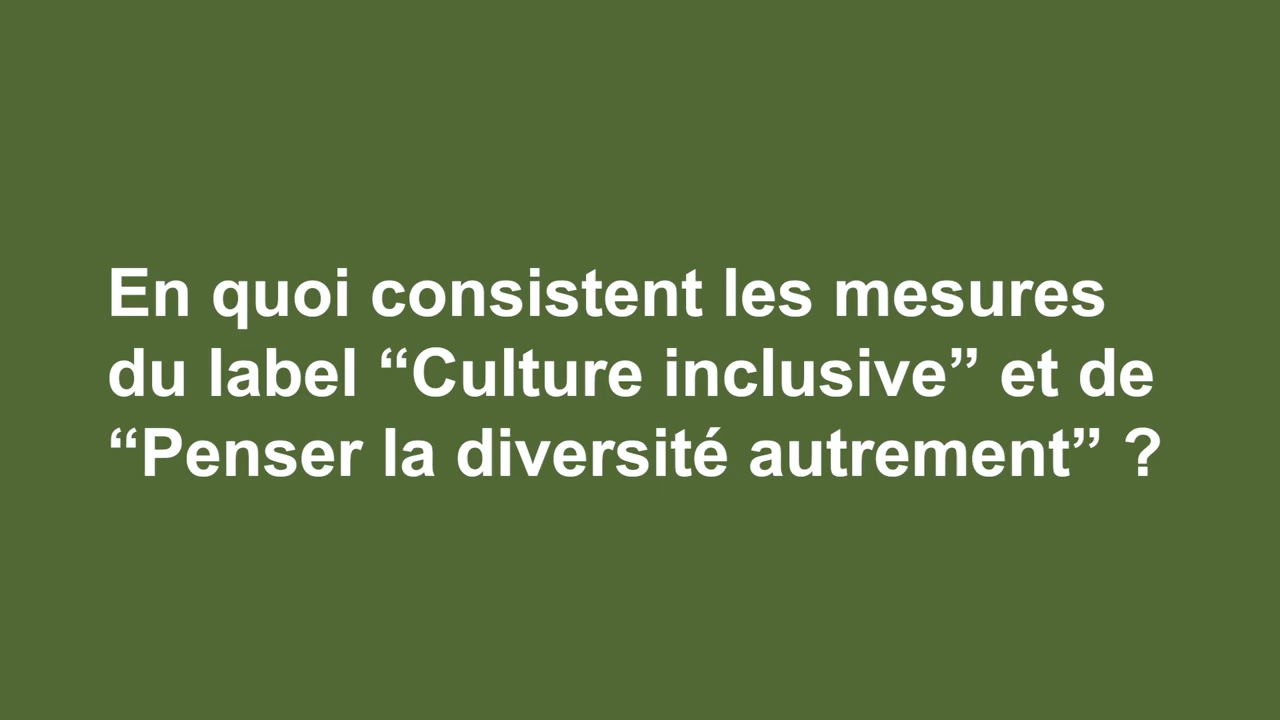 En quoi consistent les mesures
du label “Culture inclusive” et de
“Penser la diversité autrement” ?